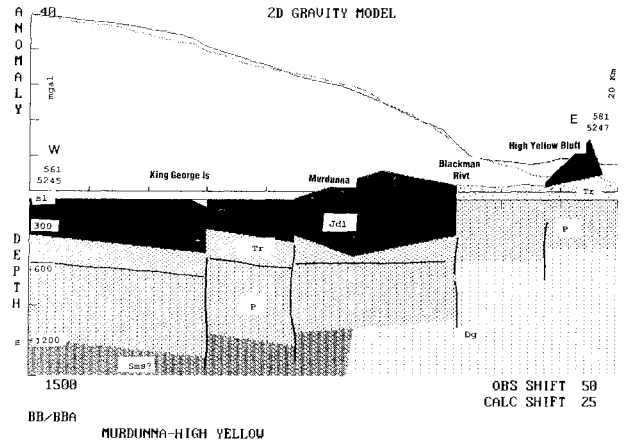 2D GRAVITY MODEL
ANOMALY
40
mgal
20 Km
W
E
561
5245
581
5247
King George Is
Murdunna
Blackman
Rivt
High Yellow Bluff
sl
Tr
300
Jdl
P
DEPTH
Tr
600
P
m
1200
Dg
Sms?
1500
OBS SHIFT 50
CALC SHIFT 25
BB/BBA
MURDUNNA-HIGH YELLOW